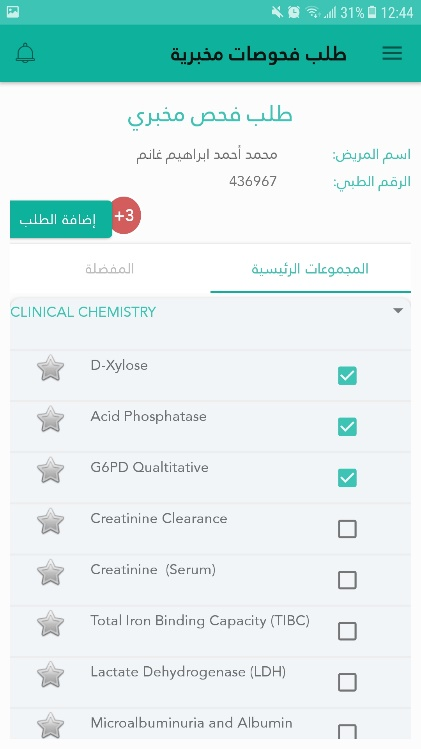 31% 12:44
طلب فحوصات مخبرية
طلب فحص مخبري
اسم المريض: محمد أحمد ابراهيم غانم
الرقم الطبي: 436967
إضافة الطلب +3
المجموعات الرئيسية المفضلة
CLINICAL CHEMISTRY
D-Xylose
Acid Phosphatase
G6PD Qualtitative
Creatinine Clearance
Creatinine (Serum)
Total Iron Binding Capacity (TIBC)
Lactate Dehydrogenase (LDH)
Microalbuminuria and Albumin